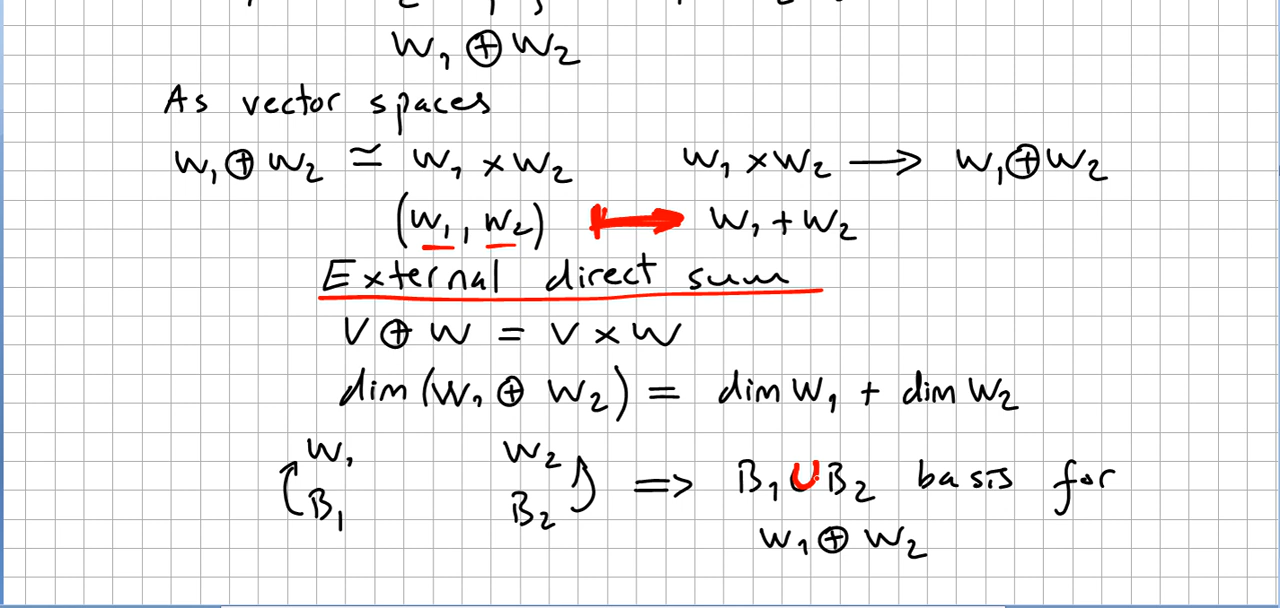 W₁ ⊕ W₂
As vector spaces
W₁ ⊕ W₂ ≃ W₁ × W₂ W₁ × W₂ ⟶ W₁ ⊕ W₂
(w₁, w₂) ↦ w₁ + w₂
External direct sum
V ⊕ W = V × W
dim(W₁ ⊕ W₂) = dim W₁ + dim W₂
W₁ W₂ ⇒ B₁ ∪ B₂ basis for
B₁ B₂
W₁ ⊕ W₂